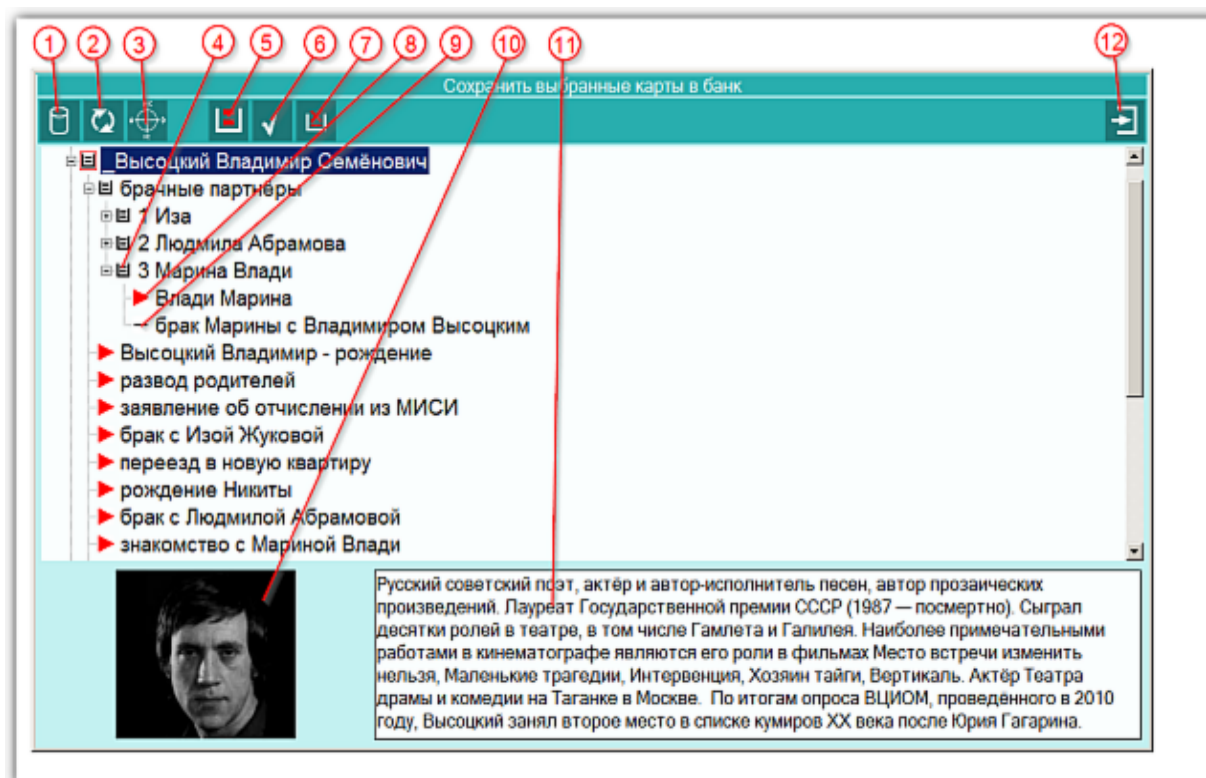 1 2 3 4 5 6 7 8 9 10 11 12
Сохранить выбранные карты в банк
_Высоцкий Владимир Семёнович
брачные партнёры
1 Иза
2 Людмила Абрамова
3 Марина Влади
Влади Марина
брак Марины с Владимиром Высоцким
Высоцкий Владимир - рождение
развод родителей
заявление об отчислении из МИСИ
брак с Изой Жуковой
переезд в новую квартиру
рождение Никиты
брак с Людмилой Абрамовой
знакомство с Мариной Влади
Русский советский поэт, актёр и автор-исполнитель песен, автор прозаических
произведений. Лауреат Государственной премии СССР (1987 — посмертно). Сыграл
десятки ролей в театре, в том числе Гамлета и Галилея. Наиболее примечательными
работами в кинематографе являются его роли в фильмах Место встречи изменить
нельзя, Маленькие трагедии, Интервенция, Хозяин тайги, Вертикаль. Актёр Театра
драмы и комедии на Таганке в Москве. По итогам опроса ВЦИОМ, проведённого в 2010
году, Высоцкий занял второе место в списке кумиров XX века после Юрия Гагарина.